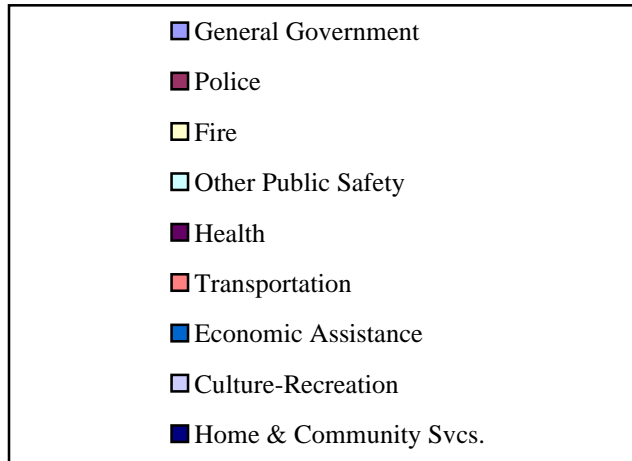 General Government
Police
Fire
Other Public Safety
Health
Transportation
Economic Assistance
Culture-Recreation
Home & Community Svcs.